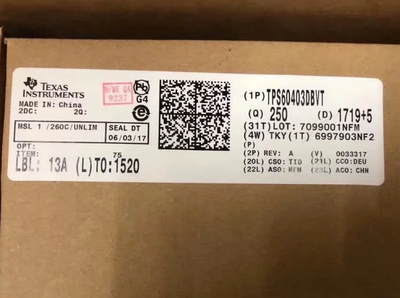 TEXAS
INSTRUMENTS
MADE IN: China
2DC: 2Q:
9237
Pb
G4
e
MSL 1 /260C/UNLIM
SEAL DT
06/03/17
OPT:
ITEM: 75
LBL: 13A (L)TO:1520
(1P) TPS60403DBVT
(Q) 250 (D) 1719+5
(31T)LOT: 7099001NFM
(4W) TKY(1T) 6997903NF2
(P)
(2P) REV: A (V) 0033317
(20L) CSO: TID (21L) CCO:DEU
(22L) ASO: NFM (23L) ACO: CHN